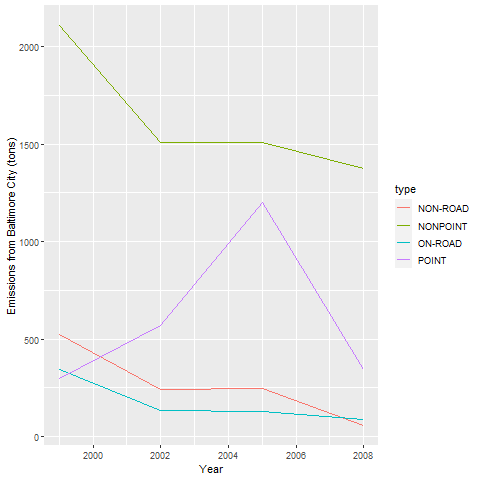 2000
1500
1000
500
0
Emissions from Baltimore City (tons)
2000 2002 2004 2006 2008
Year
type
NON-ROAD
NONPOINT
ON-ROAD
POINT